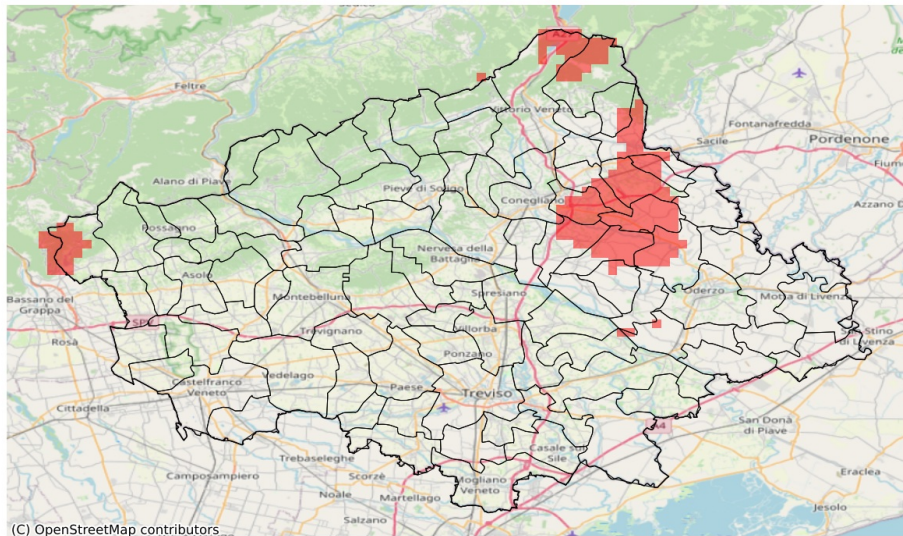 Feltre
Vittorio Veneto
Fontanafredda
Sacile
Pordenone
Alano di Piave
Pieve di Soligo
Conegliano
Azzano D
Possagno
Nervesa della
Battaglia
Asolo
Bassano del
Grappa
Montebelluna
Spresiano
Oderzo
Motta di Livenza
Rosà
Trevignano
Villorba
di Livenza
Ponzano
Castelfranco
Veneto
Vedelago
Paese
Treviso
Cittadella
A4
San Donà
di Piave
Trebaseleghe
Casale sul
Sile
Camposampiero
Scorzè
Mogliano
Veneto
Noale
Martellago
Eraclea
Salzano
Jesolo
(C) OpenStreetMap contributors